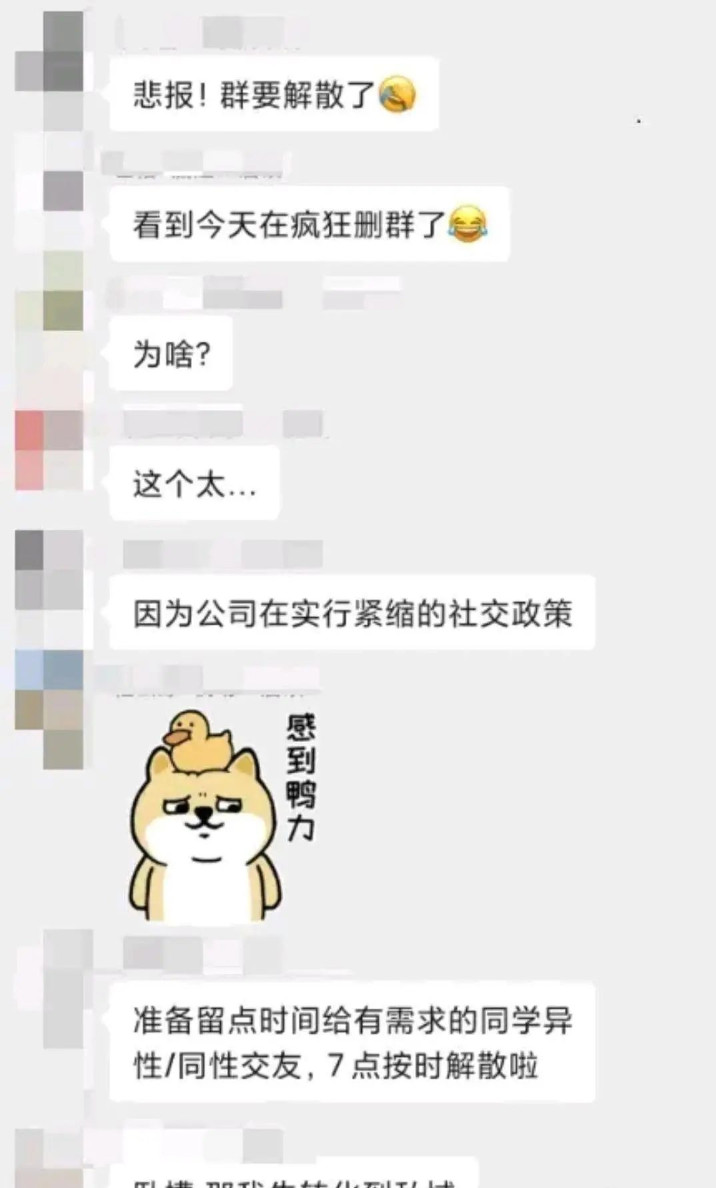 悲报！群要解散了
看到今天在疯狂删群了
为啥？
这个太...
因为公司在实行紧缩的社交政策
感到鸭力
准备留点时间给有需求的同学异
性/同性交友，7点按时解散啦